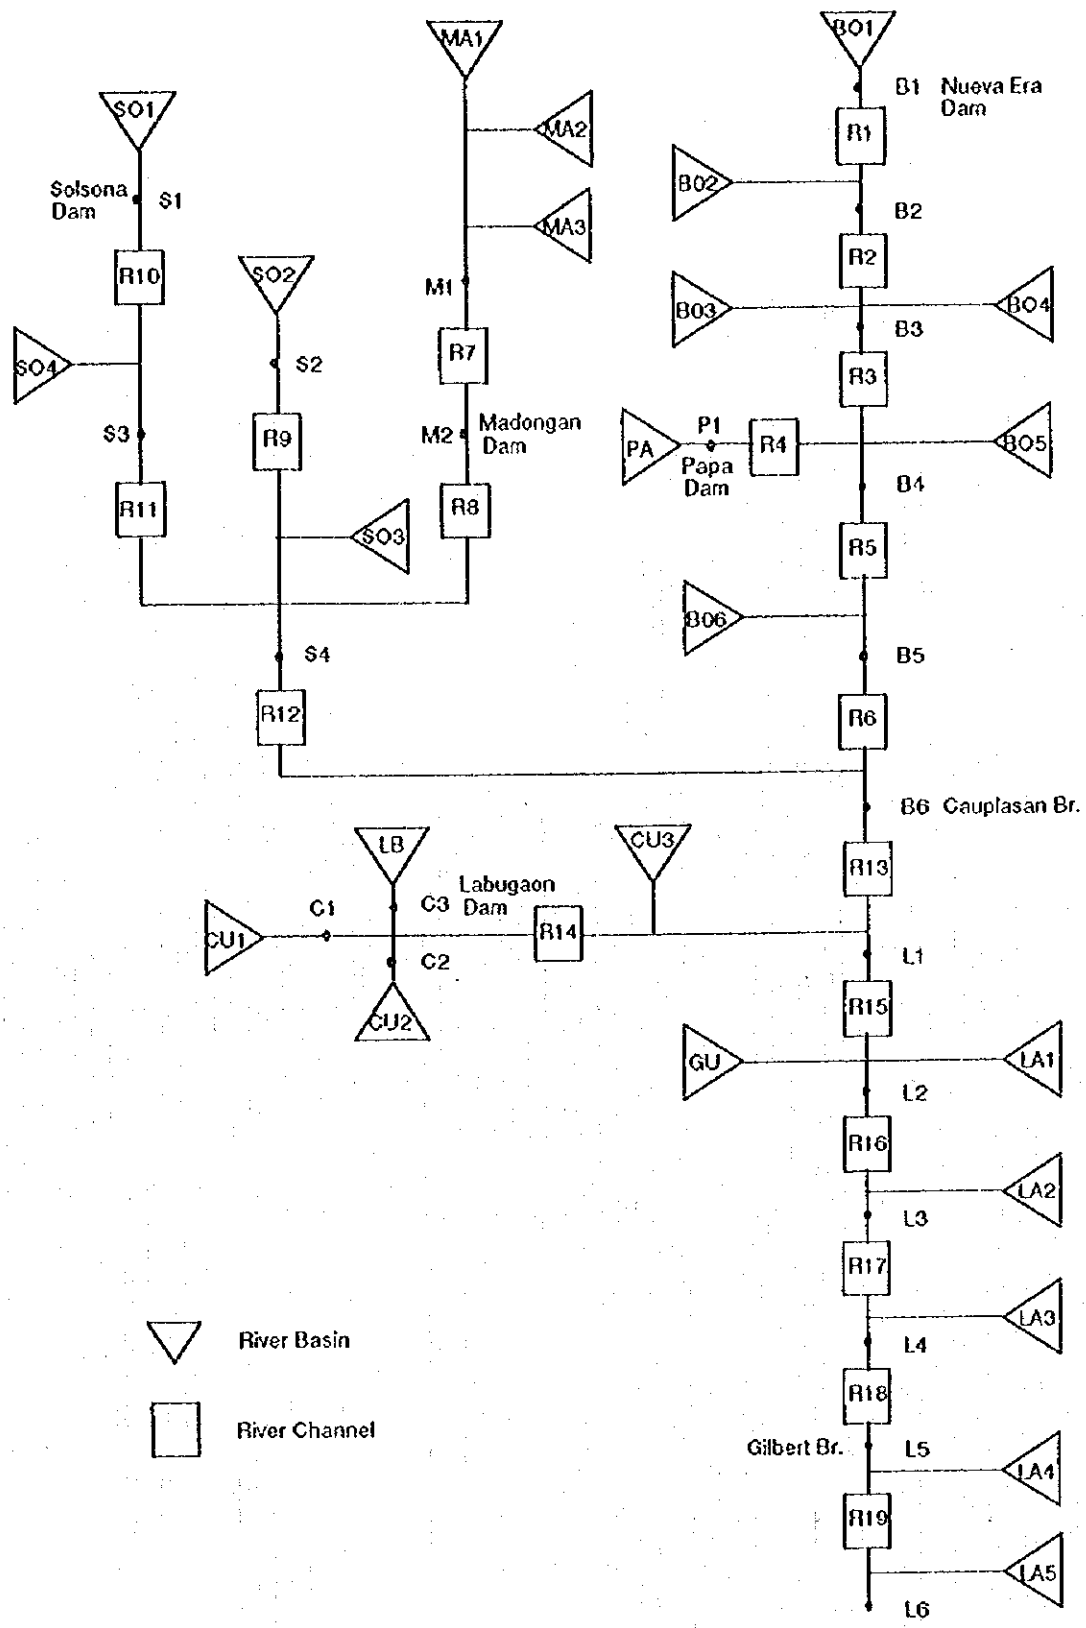 BO1
MA1
B1 Nueva Era Dam
SO1
MA2
R1
B02
Solsona Dam
S1
B2
MA3
R2
R10
SO2
M1
B03
BO4
B3
R7
S2
SO4
R3
P1
S3
R9
M2
Madongan Dam
PA
R4
BO5
Papa Dam
B4
R11
R8
SO3
R5
B06
S4
B5
R12
R6
B6 Cauplasan Br.
LB
CU3
R13
C3
Labugaon Dam
C1
CU1
R14
C2
L1
CU2
R15
GU
LA1
L2
R16
LA2
L3
R17
LA3
River Basin
L4
R18
River Channel
Gilbert Br.
L5
LA4
R19
LA5
L6